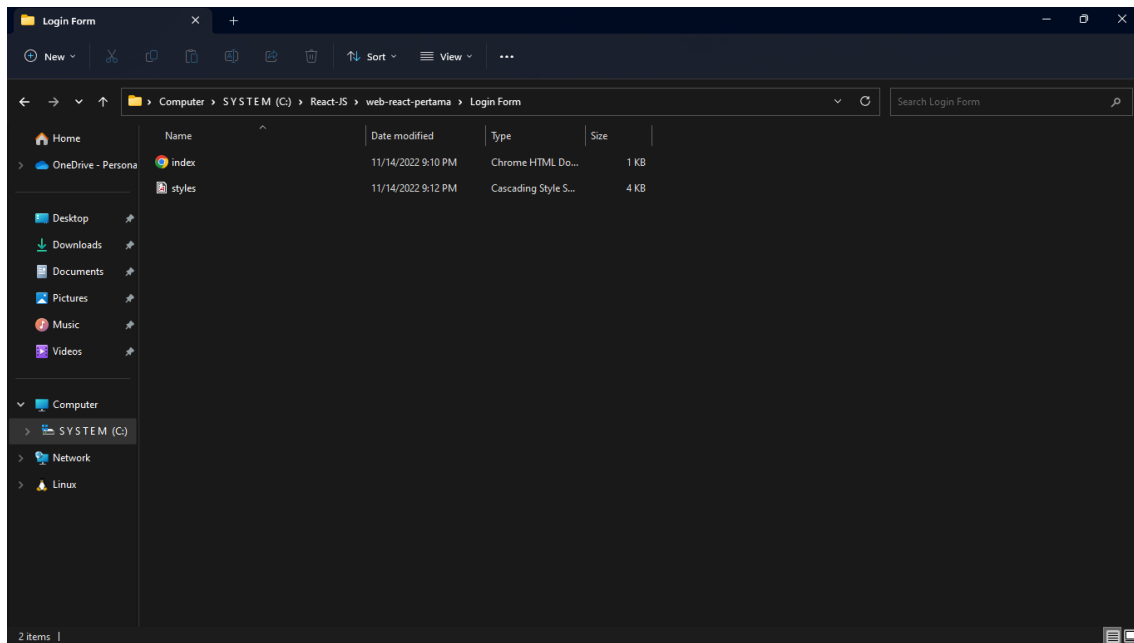 Login Form
New
Sort
View
Computer › S Y S T E M (C:) › React-JS › web-react-pertama › Login Form
Search Login Form
Home
OneDrive - Persona
Desktop
Downloads
Documents
Pictures
Music
Videos
Computer
S Y S T E M (C:)
Network
Linux
Name Date modified Type Size
index 11/14/2022 9:10 PM Chrome HTML Do... 1 KB
styles 11/14/2022 9:12 PM Cascading Style S... 4 KB
2 items